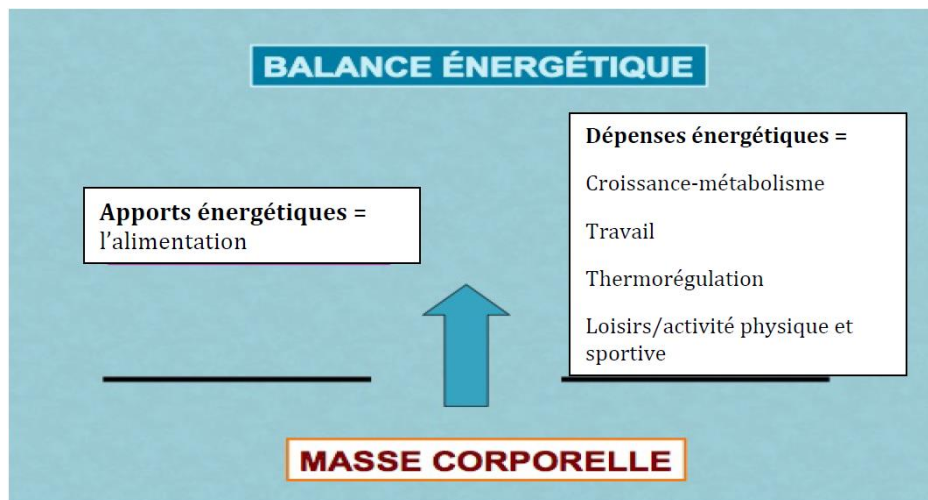 BALANCE ÉNERGÉTIQUE
Apports énergétiques =
l'alimentation
Dépenses énergétiques =
Croissance-métabolisme
Travail
Thermorégulation
Loisirs/activité physique et
sportive
MASSE CORPORELLE